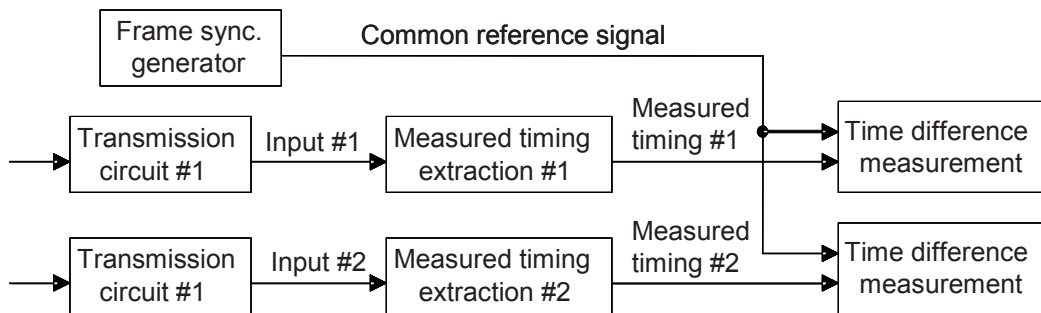 Frame sync.
generator
Common reference signal
Transmission
circuit #1
Input #1
Measured timing
extraction #1
Measured
timing #1
Time difference
measurement
Transmission
circuit #1
Input #2
Measured timing
extraction #2
Measured
timing #2
Time difference
measurement